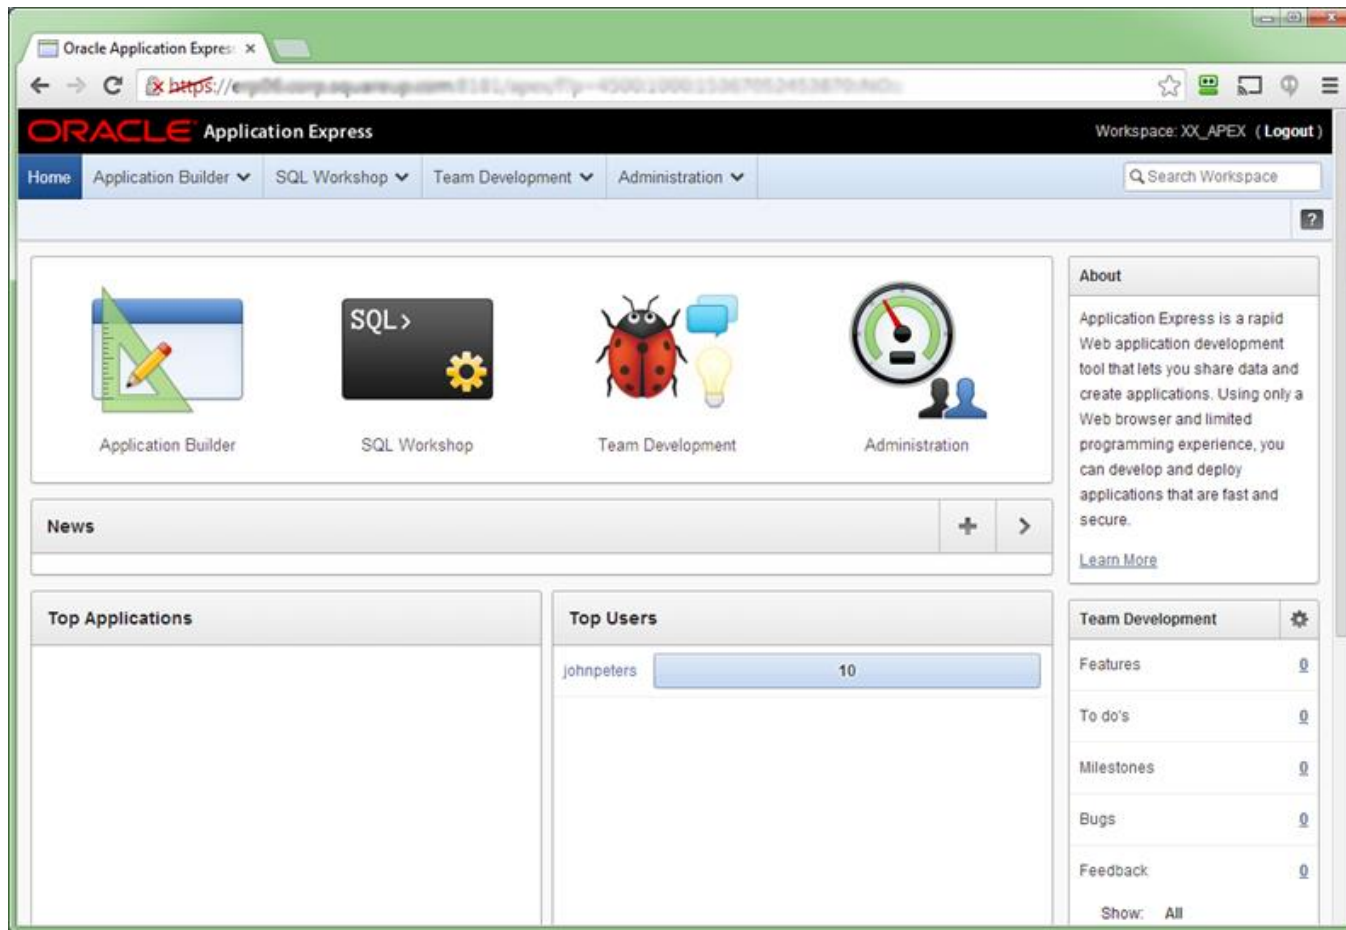 Oracle Application Expres
https://
ORACLE Application Express
Workspace: XX_APEX ( Logout )
Home
Application Builder
SQL Workshop
Team Development
Administration
Search Workspace
?
SQL>
Application Builder
SQL Workshop
Team Development
Administration
About
Application Express is a rapid
Web application development
tool that lets you share data and
create applications. Using only a
Web browser and limited
programming experience, you
can develop and deploy
applications that are fast and
secure.
Learn More
News
Top Applications
Top Users
johnpeters 10
Team Development
Features 0
To do's 0
Milestones 0
Bugs 0
Feedback 0
Show: All